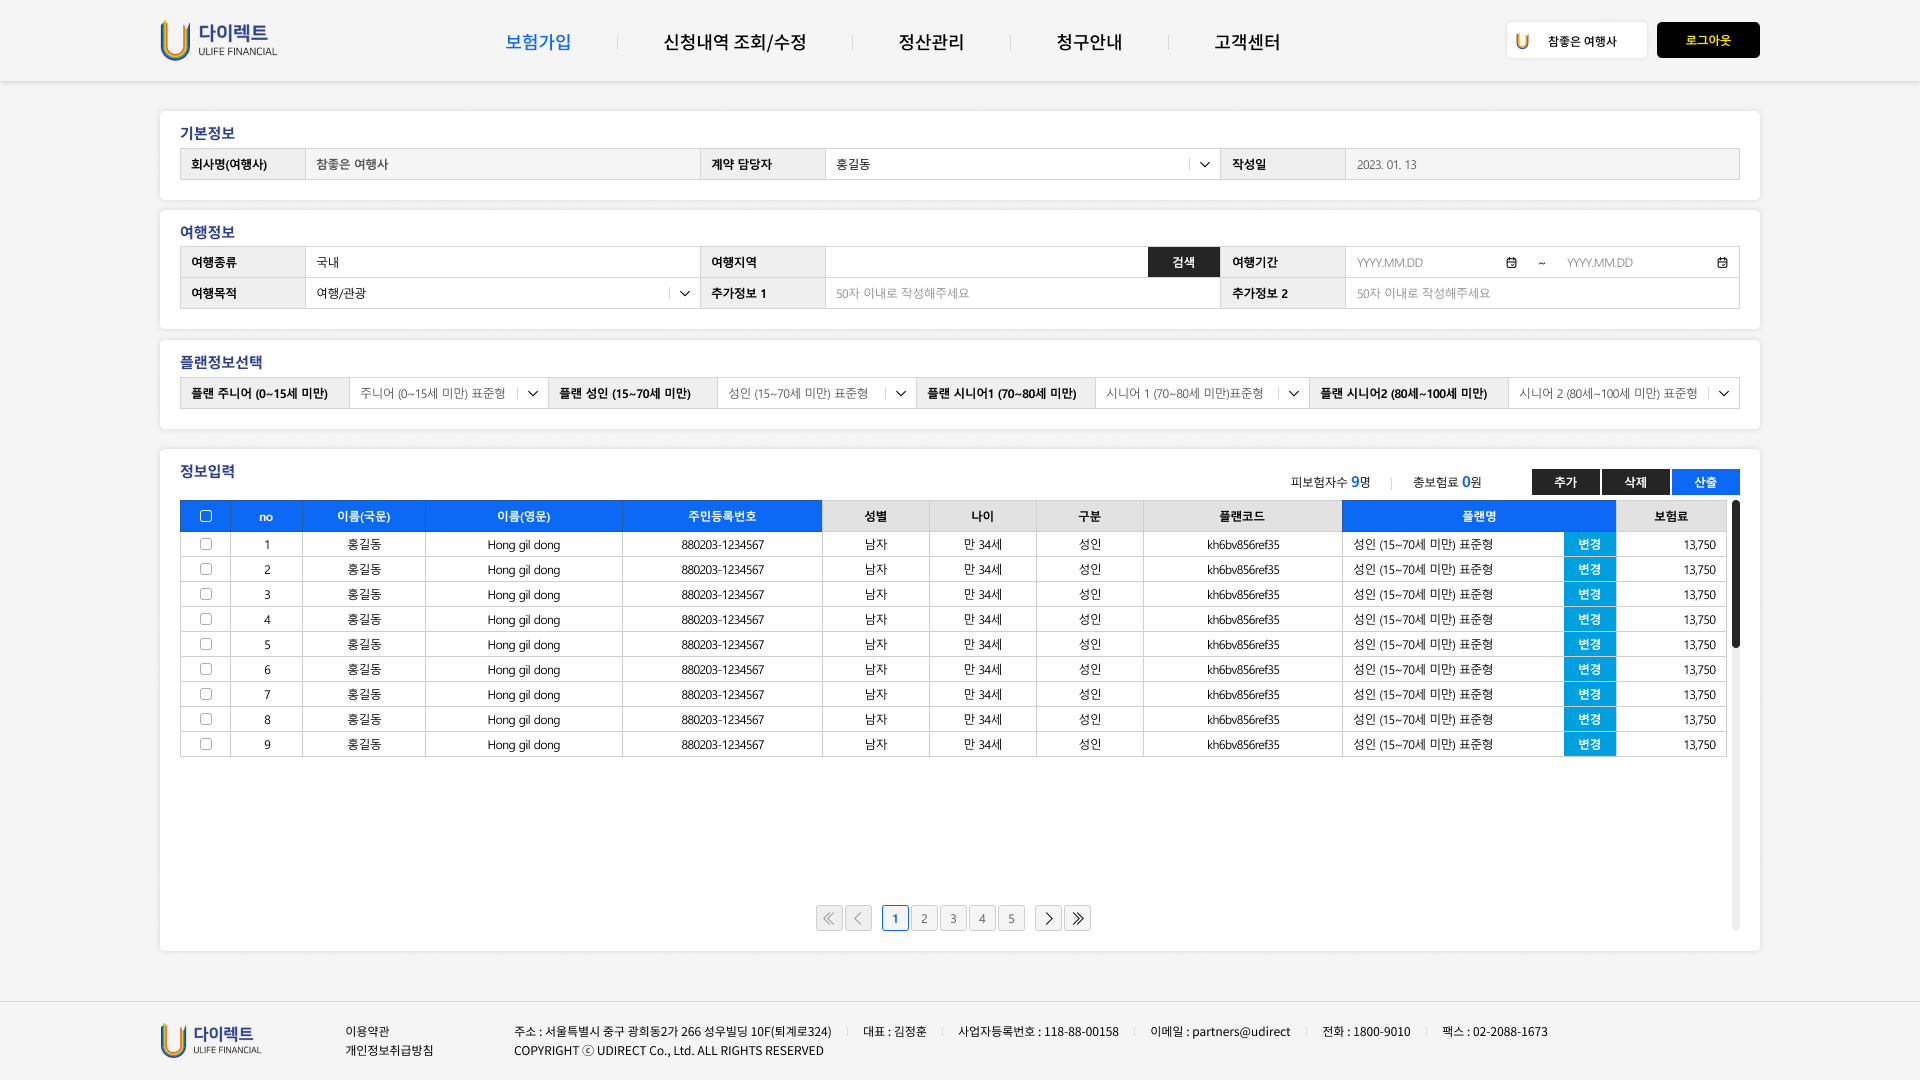 다이렉트
ULIFE FINANCIAL
보험가입 신청내역 조회/수정 정산관리 청구안내 고객센터
참좋은 여행사 로그아웃
기본정보
회사명(여행사) 참좋은 여행사 계약 담당자 홍길동 작성일 2023. 01. 13
여행정보
여행종류 국내 여행지역 검색 여행기간 YYYY.MM.DD ~ YYYY.MM.DD
여행목적 여행/관광 추가정보 1 50자 이내로 작성해주세요 추가정보 2 50자 이내로 작성해주세요
플랜정보선택
플랜 주니어 (0~15세 미만) 주니어 (0~15세 미만) 표준형 플랜 성인 (15~70세 미만) 성인 (15~70세 미만) 표준형 플랜 시니어1 (70~80세 미만) 시니어 1 (70~80세 미만)표준형 플랜 시니어2 (80세~100세 미만) 시니어 2 (80세~100세 미만) 표준형
정보입력
피보험자수 9명 총보험료 0원 추가 삭제 산출
no 이름(국문) 이름(영문) 주민등록번호 성별 나이 구분 플랜코드 플랜명 보험료
1 홍길동 Hong gil dong 880203-1234567 남자 만 34세 성인 kh6bv856ref35 성인 (15~70세 미만) 표준형 변경 13,750
2 홍길동 Hong gil dong 880203-1234567 남자 만 34세 성인 kh6bv856ref35 성인 (15~70세 미만) 표준형 변경 13,750
3 홍길동 Hong gil dong 880203-1234567 남자 만 34세 성인 kh6bv856ref35 성인 (15~70세 미만) 표준형 변경 13,750
4 홍길동 Hong gil dong 880203-1234567 남자 만 34세 성인 kh6bv856ref35 성인 (15~70세 미만) 표준형 변경 13,750
5 홍길동 Hong gil dong 880203-1234567 남자 만 34세 성인 kh6bv856ref35 성인 (15~70세 미만) 표준형 변경 13,750
6 홍길동 Hong gil dong 880203-1234567 남자 만 34세 성인 kh6bv856ref35 성인 (15~70세 미만) 표준형 변경 13,750
7 홍길동 Hong gil dong 880203-1234567 남자 만 34세 성인 kh6bv856ref35 성인 (15~70세 미만) 표준형 변경 13,750
8 홍길동 Hong gil dong 880203-1234567 남자 만 34세 성인 kh6bv856ref35 성인 (15~70세 미만) 표준형 변경 13,750
9 홍길동 Hong gil dong 880203-1234567 남자 만 34세 성인 kh6bv856ref35 성인 (15~70세 미만) 표준형 변경 13,750
1 2 3 4 5
다이렉트
ULIFE FINANCIAL
이용약관
개인정보취급방침
주소 : 서울특별시 중구 광희동2가 266 성우빌딩 10F(퇴계로324) 대표 : 김정훈 사업자등록번호 : 118-88-00158 이메일 : partners@udirect 전화 : 1800-9010 팩스 : 02-2088-1673
COPYRIGHT ⓒ UDIRECT Co., Ltd. ALL RIGHTS RESERVED